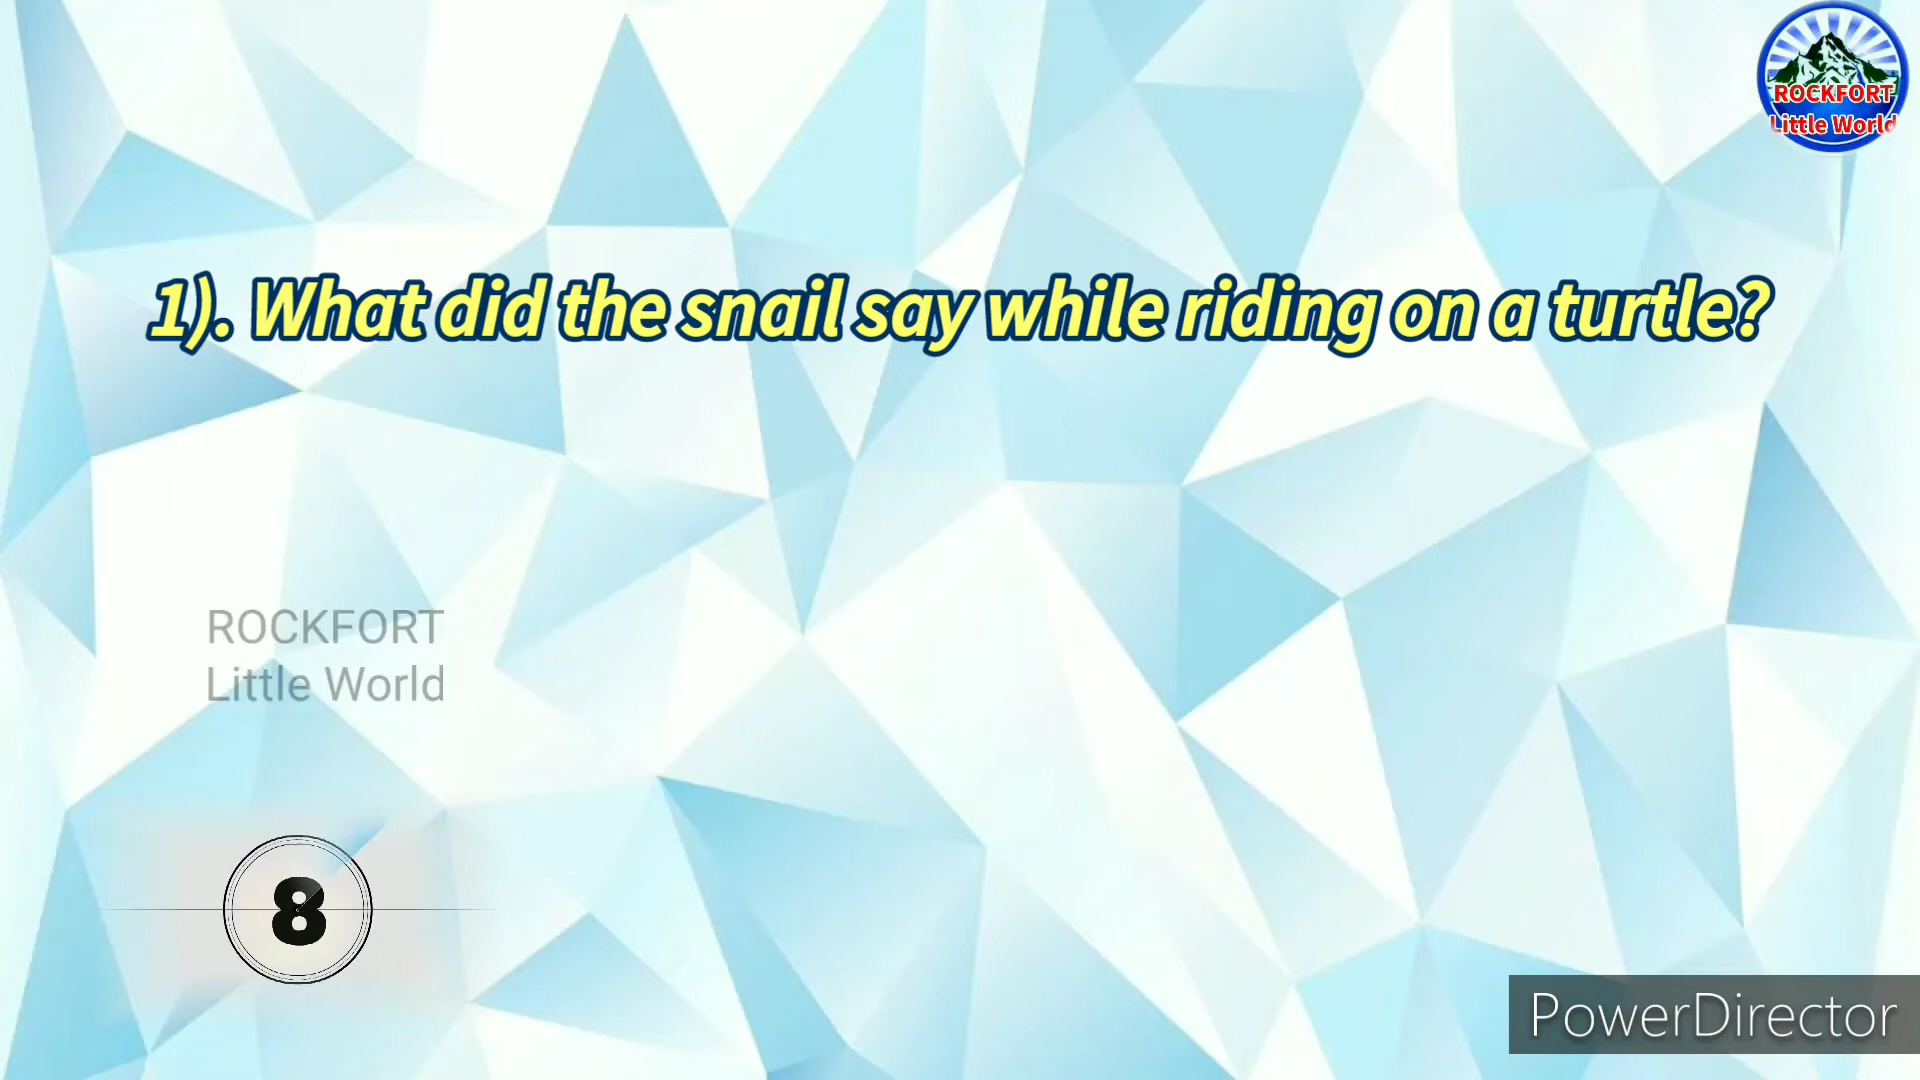 ROCKFORT
Little World
1). What did the snail say while riding on a turtle?
ROCKFORT
Little World
8
PowerDirector